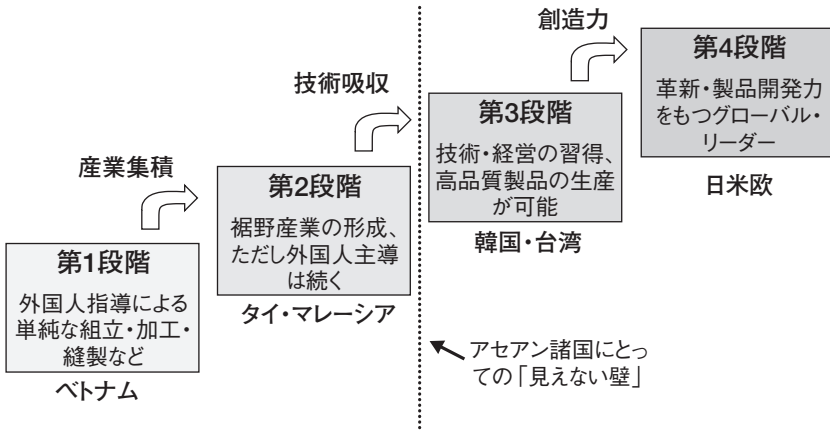 創造力
第4段階
革新・製品開発力
をもつグローバル・
リーダー
日米欧
技術吸収
第3段階
技術・経営の習得、
高品質製品の生産
が可能
韓国・台湾
産業集積
第2段階
裾野産業の形成、
ただし外国人主導
は続く
タイ・マレーシア
第1段階
外国人指導による
単純な組立・加工・
縫製など
ベトナム
アセアン諸国にとっ
ての「見えない壁」